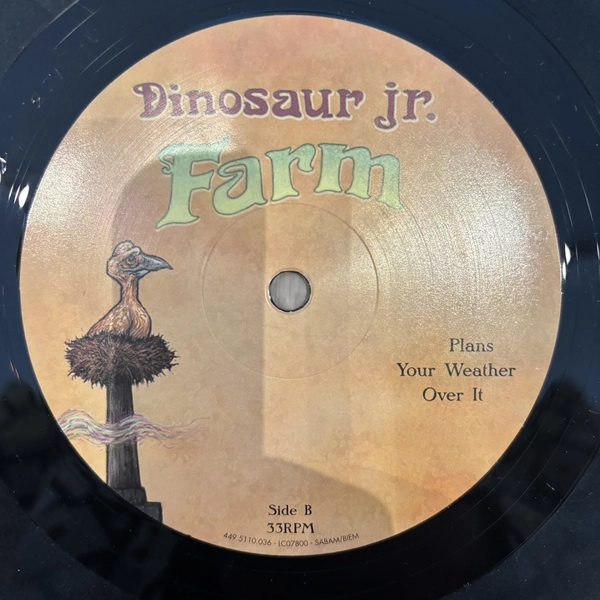 Dinosaur jr.
Farm
Plans
Your Weather
Over It
Side B
33RPM
449.5110.036 - LC07800 - SABAM/BIEM